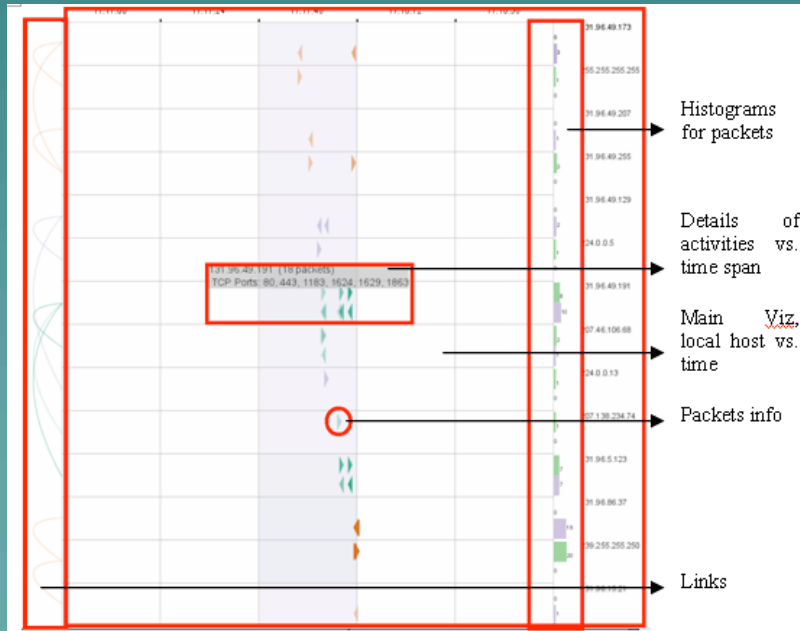 31.96.49.173
55.255.255.255
31.96.49.207
31.96.49.255
31.96.49.129
24.0.0.5
131.96.49.191 (18 packets)
TCP Ports: 80, 443, 1183, 1624, 1629, 1863
31.96.49.191
07.46.106.68
24.0.0.13
07.138.234.74
31.96.5.123
31.96.86.37
39.255.255.250
Histograms
for packets
Details of
activities vs.
time span
Main Viz,
local host vs.
time
Packets info
Links